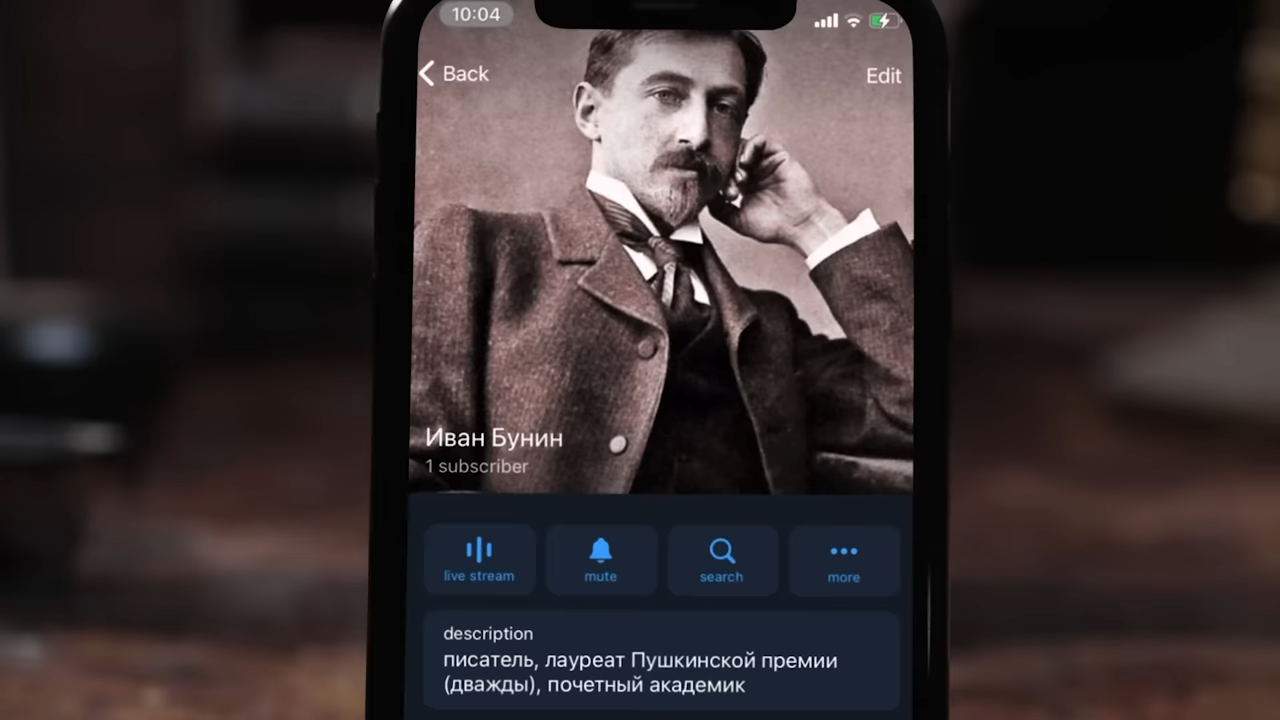 10:04
Back
Edit
Иван Бунин
1 subscriber
live stream
mute
search
more
description
писатель, лауреат Пушкинской премии
(дважды), почетный академик